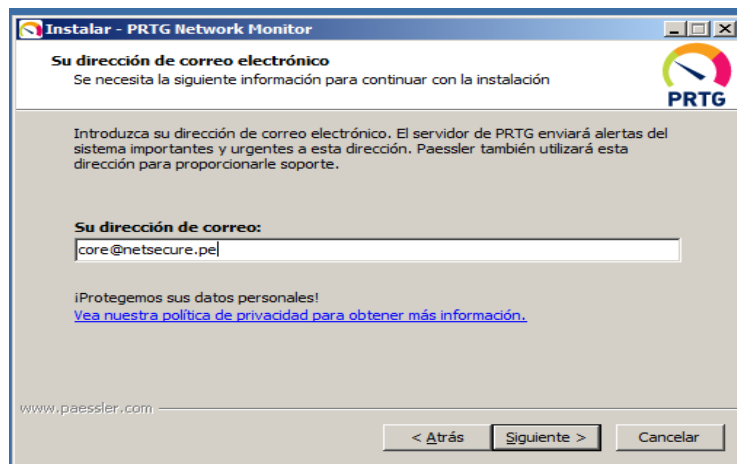 Instalar - PRTG Network Monitor
Su dirección de correo electrónico
Se necesita la siguiente información para continuar con la instalación
PRTG
Introduzca su dirección de correo electrónico. El servidor de PRTG enviará alertas del
sistema importantes y urgentes a esta dirección. Paessler también utilizará esta
dirección para proporcionarle soporte.
Su dirección de correo:
core@netsecure.pe
¡Protegemos sus datos personales!
Vea nuestra política de privacidad para obtener más información.
www.paessler.com
< Atrás
Siguiente >
Cancelar